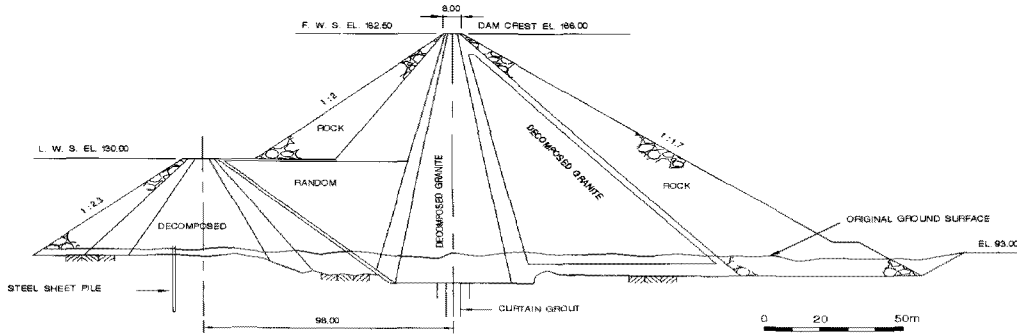 8.00
F. W. S. EL. 162.50
DAM CREST EL. 166.00
1 : 2
ROCK
L. W. S. EL. 130.00
RANDOM
1 : 2.3
DECOMPOSED
DECOMPOSED GRANITE
DECOMPOSED GRANITE
1 : 1.7
ROCK
ORIGINAL GROUND SURFACE
EL. 93.00
STEEL SHEET PILE
CURTAIN GROUT
98.00
0 20 50m